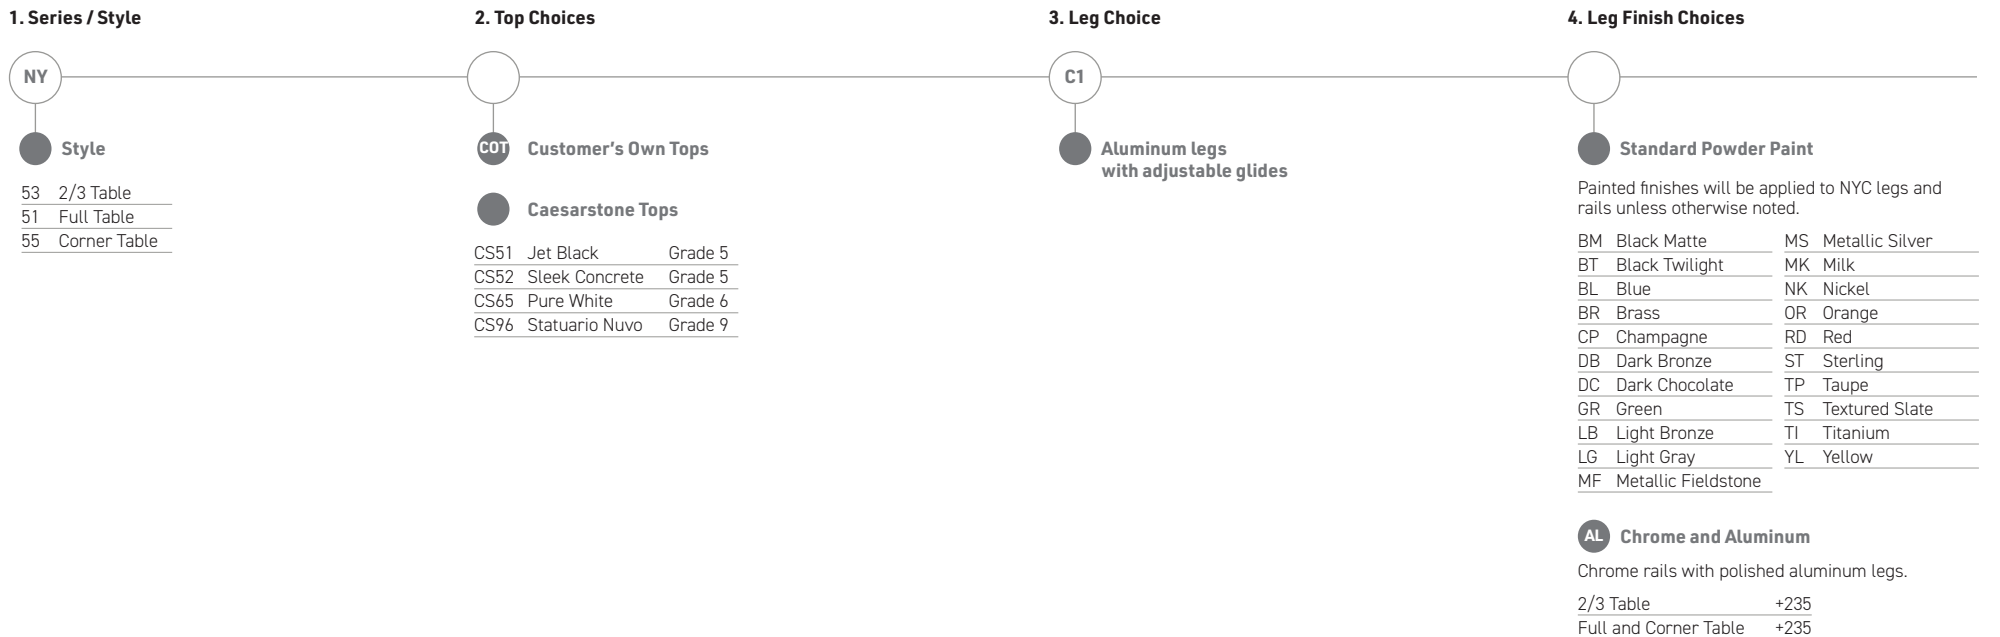 1. Series / Style
NY
Style
53 2/3 Table
51 Full Table
55 Corner Table
2. Top Choices
COT Customer's Own Tops
Caesarstone Tops
CS51 Jet Black Grade 5
CS52 Sleek Concrete Grade 5
CS65 Pure White Grade 6
CS96 Statuario Nuvo Grade 9
3. Leg Choice
C1
Aluminum legs
with adjustable glides
4. Leg Finish Choices
Standard Powder Paint
Painted finishes will be applied to NYC legs and
rails unless otherwise noted.
BM Black Matte
BT Black Twilight
BL Blue
BR Brass
CP Champagne
DB Dark Bronze
DC Dark Chocolate
GR Green
LB Light Bronze
LG Light Gray
MF Metallic Fieldstone
MS Metallic Silver
MK Milk
NK Nickel
OR Orange
RD Red
ST Sterling
TP Taupe
TS Textured Slate
TI Titanium
YL Yellow
AL Chrome and Aluminum
Chrome rails with polished aluminum legs.
2/3 Table +235
Full and Corner Table +235